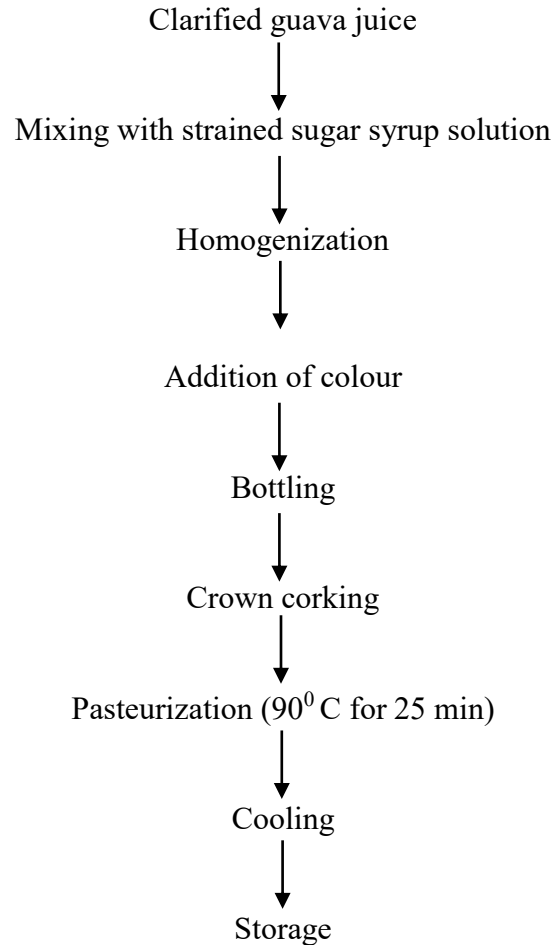 Clarified guava juice
Mixing with strained sugar syrup solution
Homogenization
Addition of colour
Bottling
Crown corking
Pasteurization (90⁰ C for 25 min)
Cooling
Storage